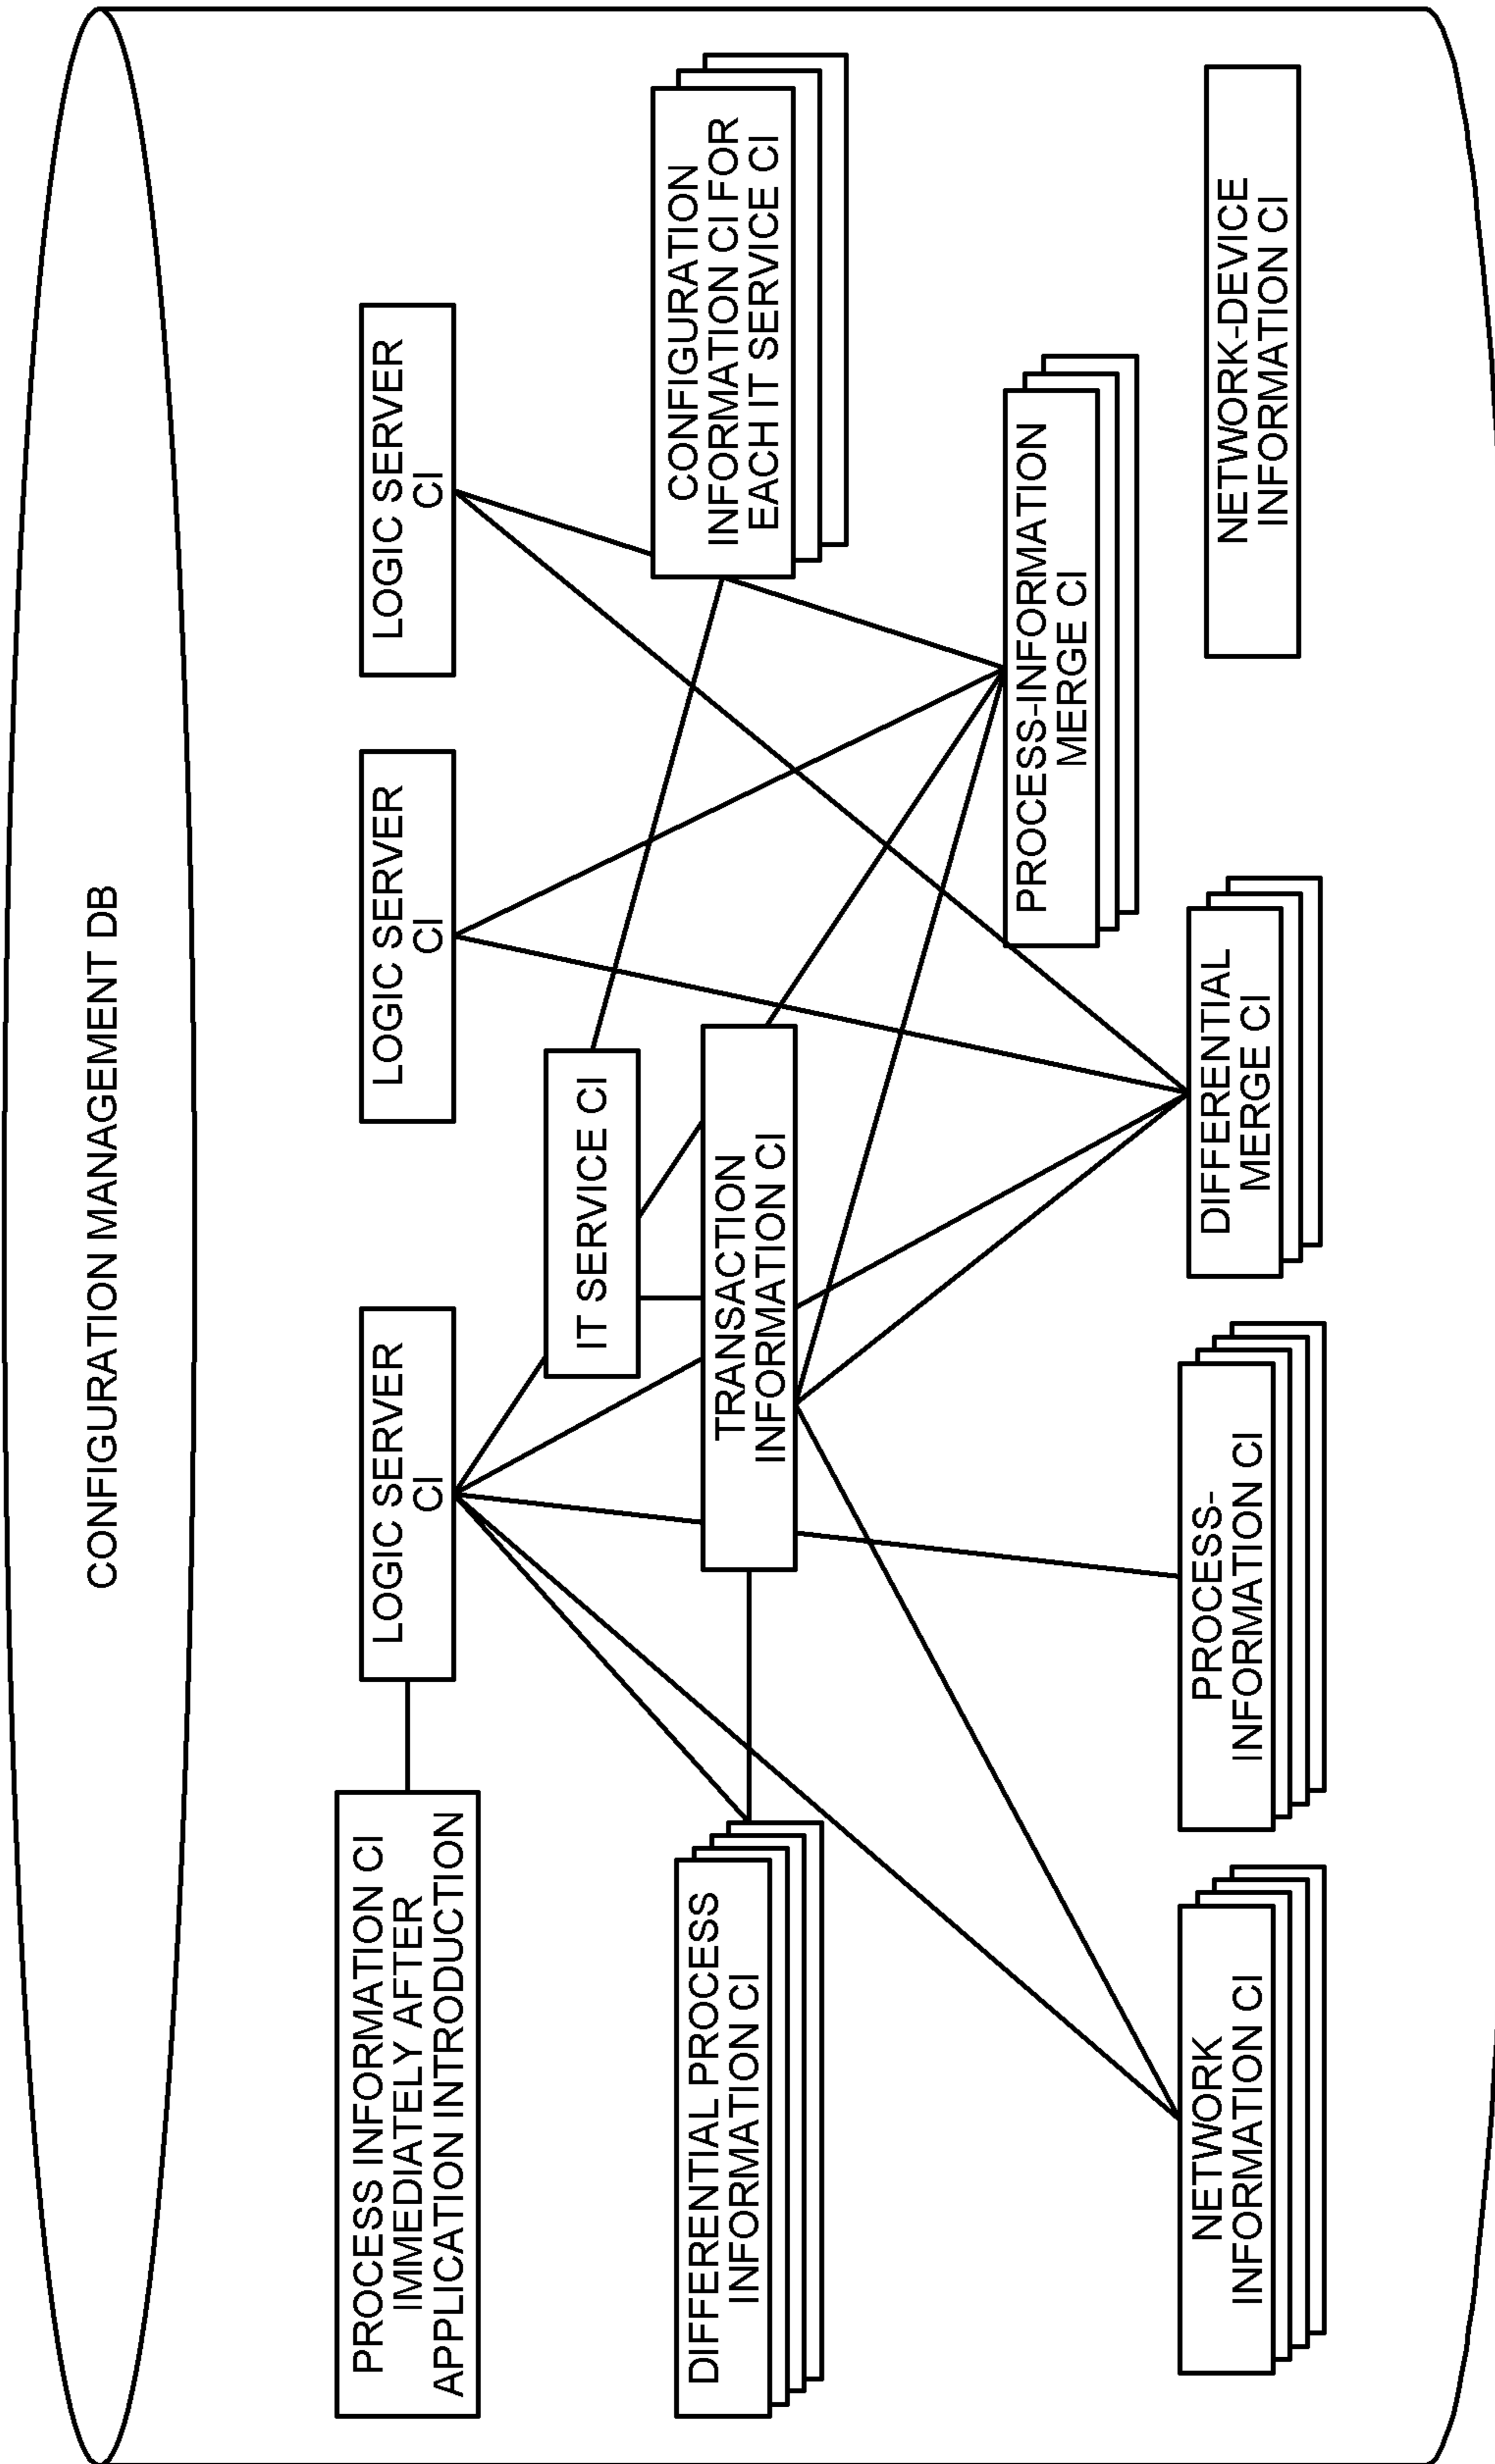 CONFIGURATION MANAGEMENT DB
PROCESS INFORMATION CI
IMMEDIATELY AFTER
APPLICATION INTRODUCTION
LOGIC SERVER
CI
LOGIC SERVER
CI
LOGIC SERVER
CI
IT SERVICE CI
CONFIGURATION
INFORMATION CI FOR
EACH IT SERVICE CI
DIFFERENTIAL PROCESS
INFORMATION CI
TRANSACTION
INFORMATION CI
PROCESS-INFORMATION
MERGE CI
NETWORK
INFORMATION CI
PROCESS-
INFORMATION CI
DIFFERENTIAL
MERGE CI
NETWORK-DEVICE
INFORMATION CI